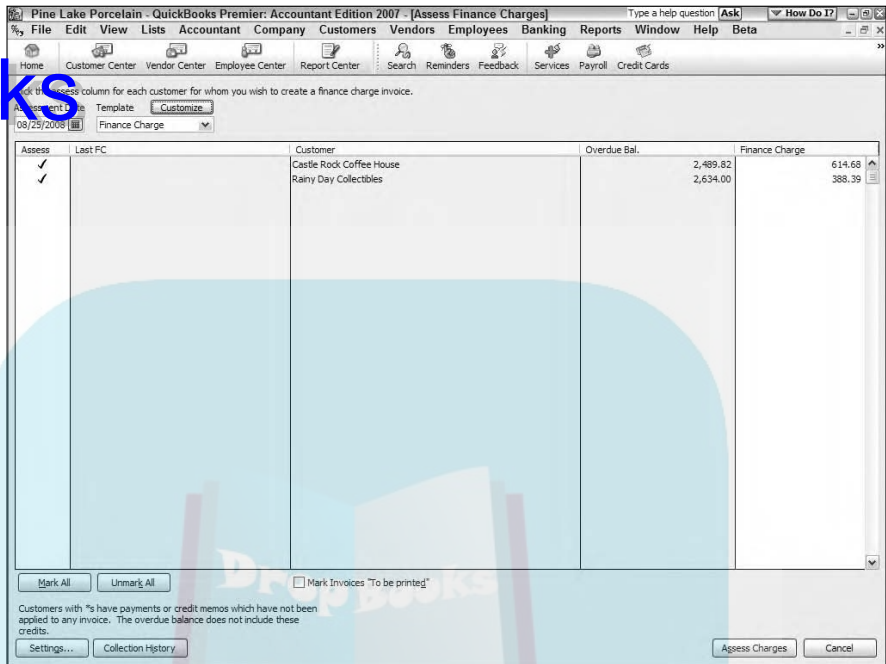 Pine Lake Porcelain - QuickBooks Premier: Accountant Edition 2007 - [Assess Finance Charges]
Type a help question Ask How Do I?
File Edit View Lists Accountant Company Customers Vendors Employees Banking Reports Window Help Beta
Home Customer Center Vendor Center Employee Center Report Center Search Reminders Feedback Services Payroll Credit Cards
ks
column for each customer for whom you wish to create a finance charge invoice.
Template Customize
08/25/2008 Finance Charge
Assess Last FC Customer Overdue Bal. Finance Charge
✓ Castle Rock Coffee House 2,489.82 614.68
✓ Rainy Day Collectibles 2,634.00 388.39
Drop Books
Mark All Unmark All Mark Invoices "To be printed"
Customers with *s have payments or credit memos which have not been
applied to any invoice. The overdue balance does not include these
credits.
Settings... Collection History Assess Charges Cancel